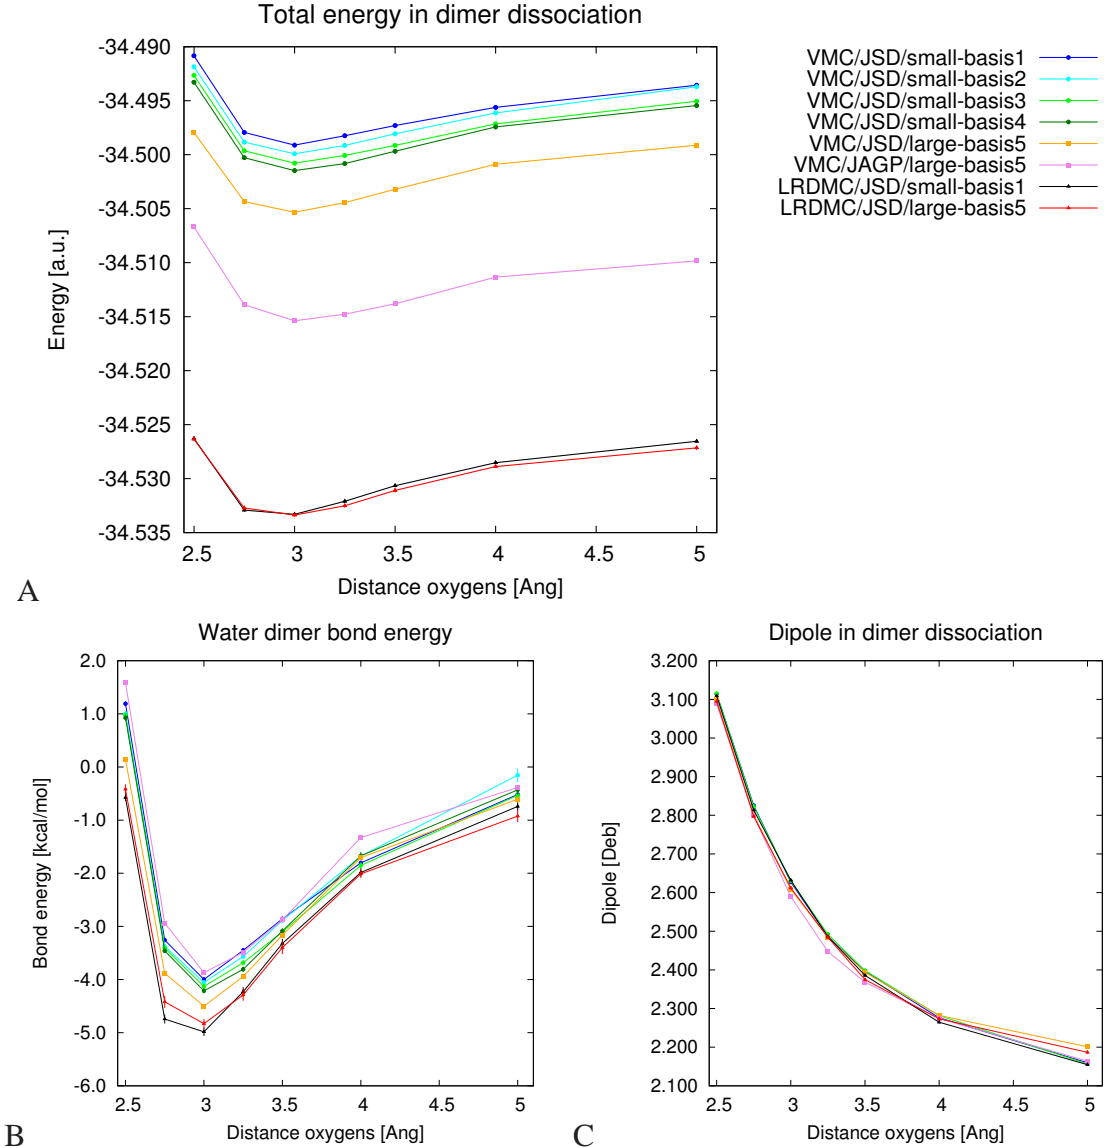 Total energy in dimer dissociation
-34.490
-34.495
-34.500
-34.505
-34.510
-34.515
-34.520
-34.525
-34.530
-34.535
Energy [a.u.]
2.5 3 3.5 4 4.5 5
Distance oxygens [Ang]
VMC/JSD/small-basis1
VMC/JSD/small-basis2
VMC/JSD/small-basis3
VMC/JSD/small-basis4
VMC/JSD/large-basis5
VMC/JAGP/large-basis5
LRDMC/JSD/small-basis1
LRDMC/JSD/large-basis5
A
Water dimer bond energy
2.0
1.0
0.0
-1.0
-2.0
-3.0
-4.0
-5.0
-6.0
Bond energy [kcal/mol]
2.5 3 3.5 4 4.5 5
Distance oxygens [Ang]
B
Dipole in dimer dissociation
3.200
3.100
3.000
2.900
2.800
2.700
2.600
2.500
2.400
2.300
2.200
2.100
Dipole [Deb]
2.5 3 3.5 4 4.5 5
Distance oxygens [Ang]
C